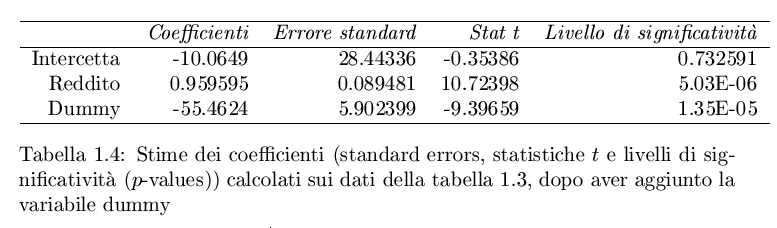 Coefficienti Errore standard Stat t Livello di significatività
Intercetta -10.0649 28.44336 -0.35386 0.732591
Reddito 0.959595 0.089481 10.72398 5.03E-06
Dummy -55.4624 5.902399 -9.39659 1.35E-05
Tabella 1.4: Stime dei coefficienti (standard errors, statistiche t e livelli di sig-
nificatività (p-values)) calcolati sui dati della tabella 1.3, dopo aver aggiunto la
variabile dummy